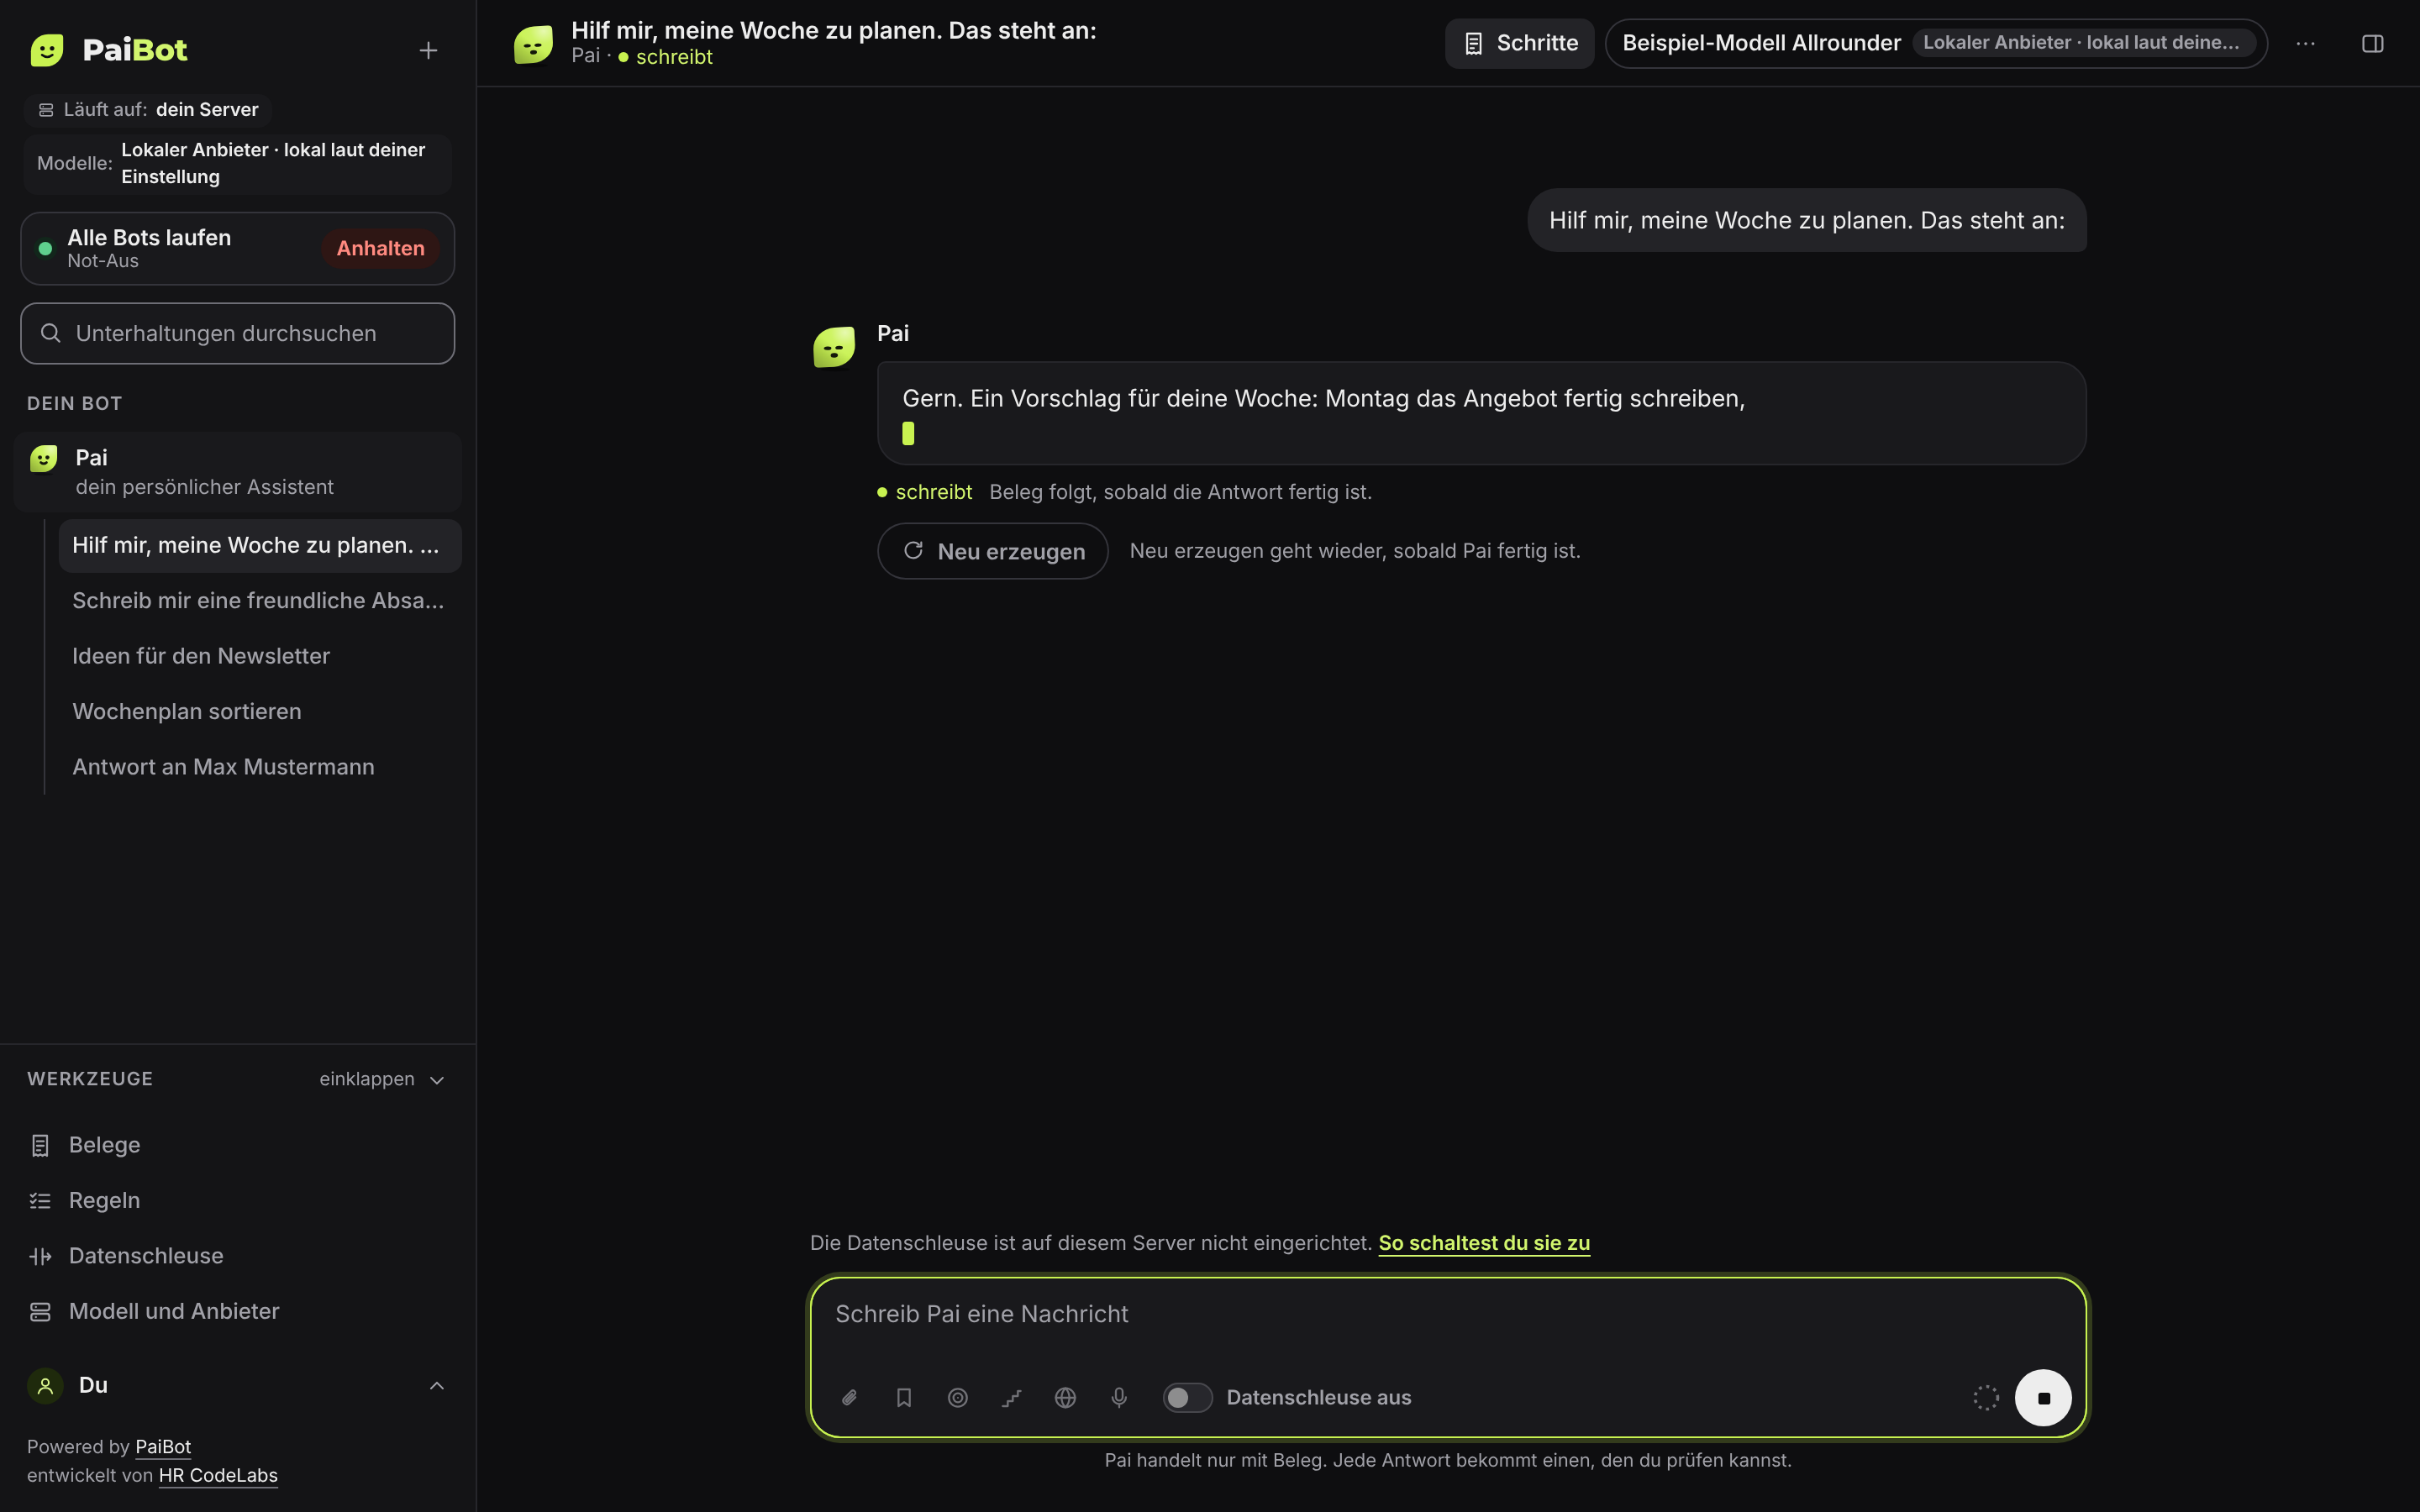 PaiBot
Läuft auf: dein Server
Modelle: Lokaler Anbieter · lokal laut deiner
Einstellung
Alle Bots laufen
Not-Aus
Anhalten
Unterhaltungen durchsuchen
DEIN BOT
Pai
dein persönlicher Assistent
Hilf mir, meine Woche zu planen. ...
Schreib mir eine freundliche Absa...
Ideen für den Newsletter
Wochenplan sortieren
Antwort an Max Mustermann
WERKZEUGE
einklappen
Belege
Regeln
Datenschleuse
Modell und Anbieter
Du
Powered by PaiBot
entwickelt von HR CodeLabs
Hilf mir, meine Woche zu planen. Das steht an:
Pai · schreibt
Schritte
Beispiel-Modell Allrounder
Lokaler Anbieter · lokal laut deine...
Hilf mir, meine Woche zu planen. Das steht an:
Pai
Gern. Ein Vorschlag für deine Woche: Montag das Angebot fertig schreiben,
schreibt Beleg folgt, sobald die Antwort fertig ist.
Neu erzeugen
Neu erzeugen geht wieder, sobald Pai fertig ist.
Die Datenschleuse ist auf diesem Server nicht eingerichtet. So schaltest du sie zu
Schreib Pai eine Nachricht
Datenschleuse aus
Pai handelt nur mit Beleg. Jede Antwort bekommt einen, den du prüfen kannst.